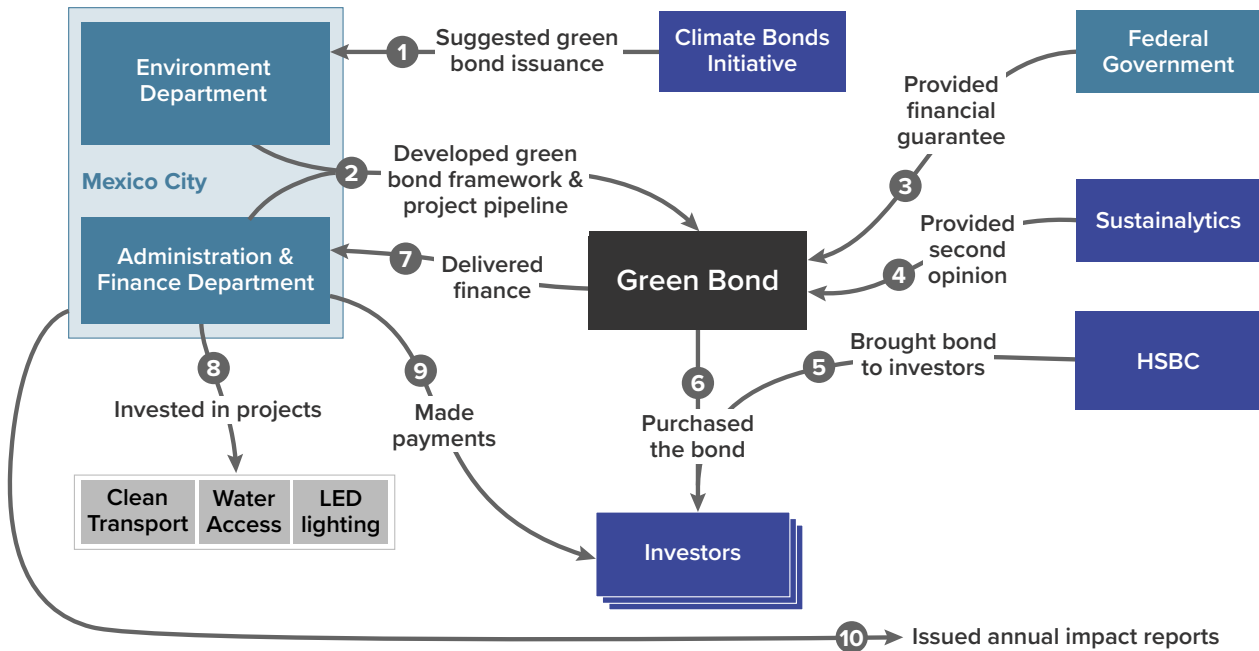 Environment
Department
1
Suggested green
bond issuance
Climate Bonds
Initiative
Federal
Government
Provided
financial
guarantee
3
Mexico City
2
Developed green
bond framework &
project pipeline
Sustainalytics
Provided
second
opinion
4
Administration &
Finance Department
7
Delivered
finance
Green Bond
HSBC
Brought bond
to investors
5
6
Purchased
the bond
8
Invested in projects
9
Made
payments
Clean
Transport
Water
Access
LED
lighting
Investors
10
Issued annual impact reports